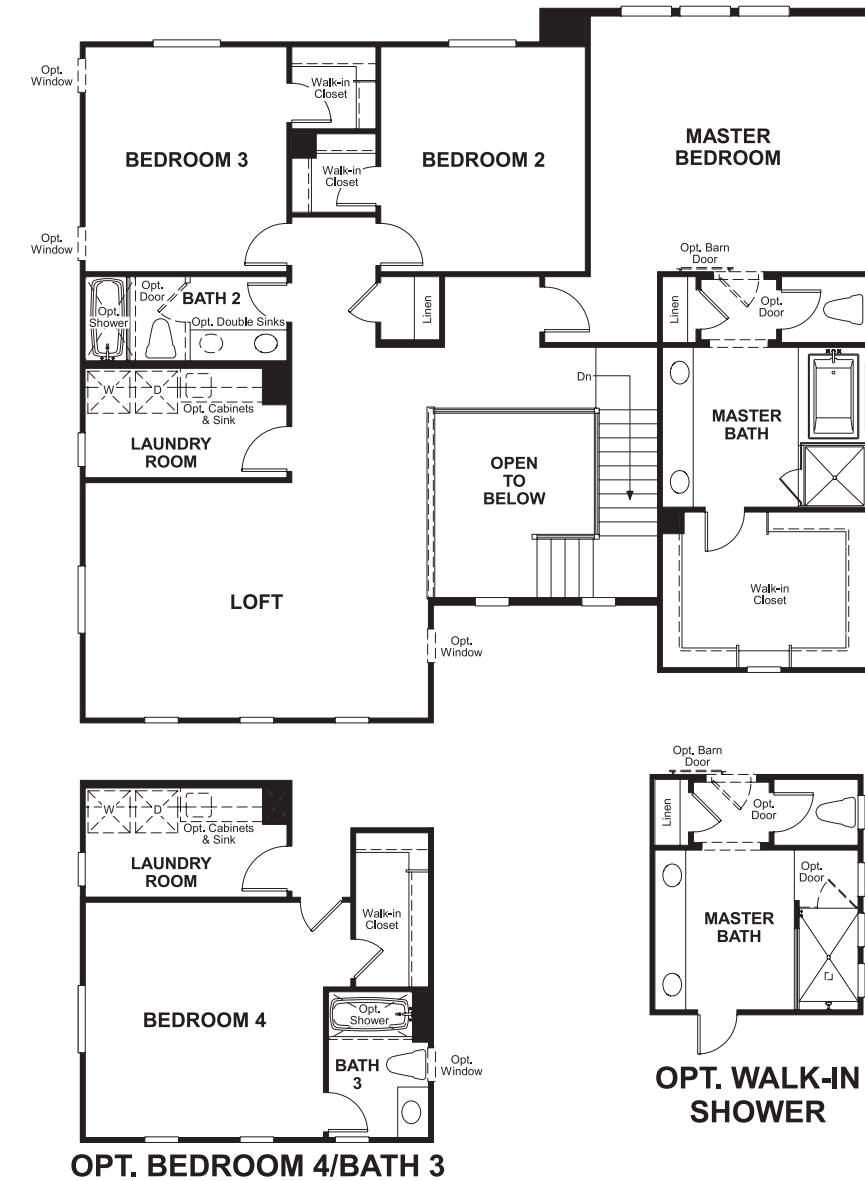 Opt.
Window
Walk-in
Closet
BEDROOM 3
BEDROOM 2
MASTER
BEDROOM
Walk-in
Closet
Opt.
Window
Opt. Barn
Door
Opt.
Door
BATH 2
Opt.
Shower
Opt. Double Sinks
Linen
Linen
Opt.
Door
W
D
Opt. Cabinets
& Sink
LAUNDRY
ROOM
Dn
MASTER
BATH
OPEN
TO
BELOW
LOFT
Walk-in
Closet
Opt.
Window
Opt. Barn
Door
Linen
Opt.
Door
W
D
Opt. Cabinets
& Sink
LAUNDRY
ROOM
Opt.
Door
Walk-in
Closet
MASTER
BATH
BEDROOM 4
Opt.
Shower
BATH
3
Opt.
Window
OPT. WALK-IN
SHOWER
OPT. BEDROOM 4/BATH 3